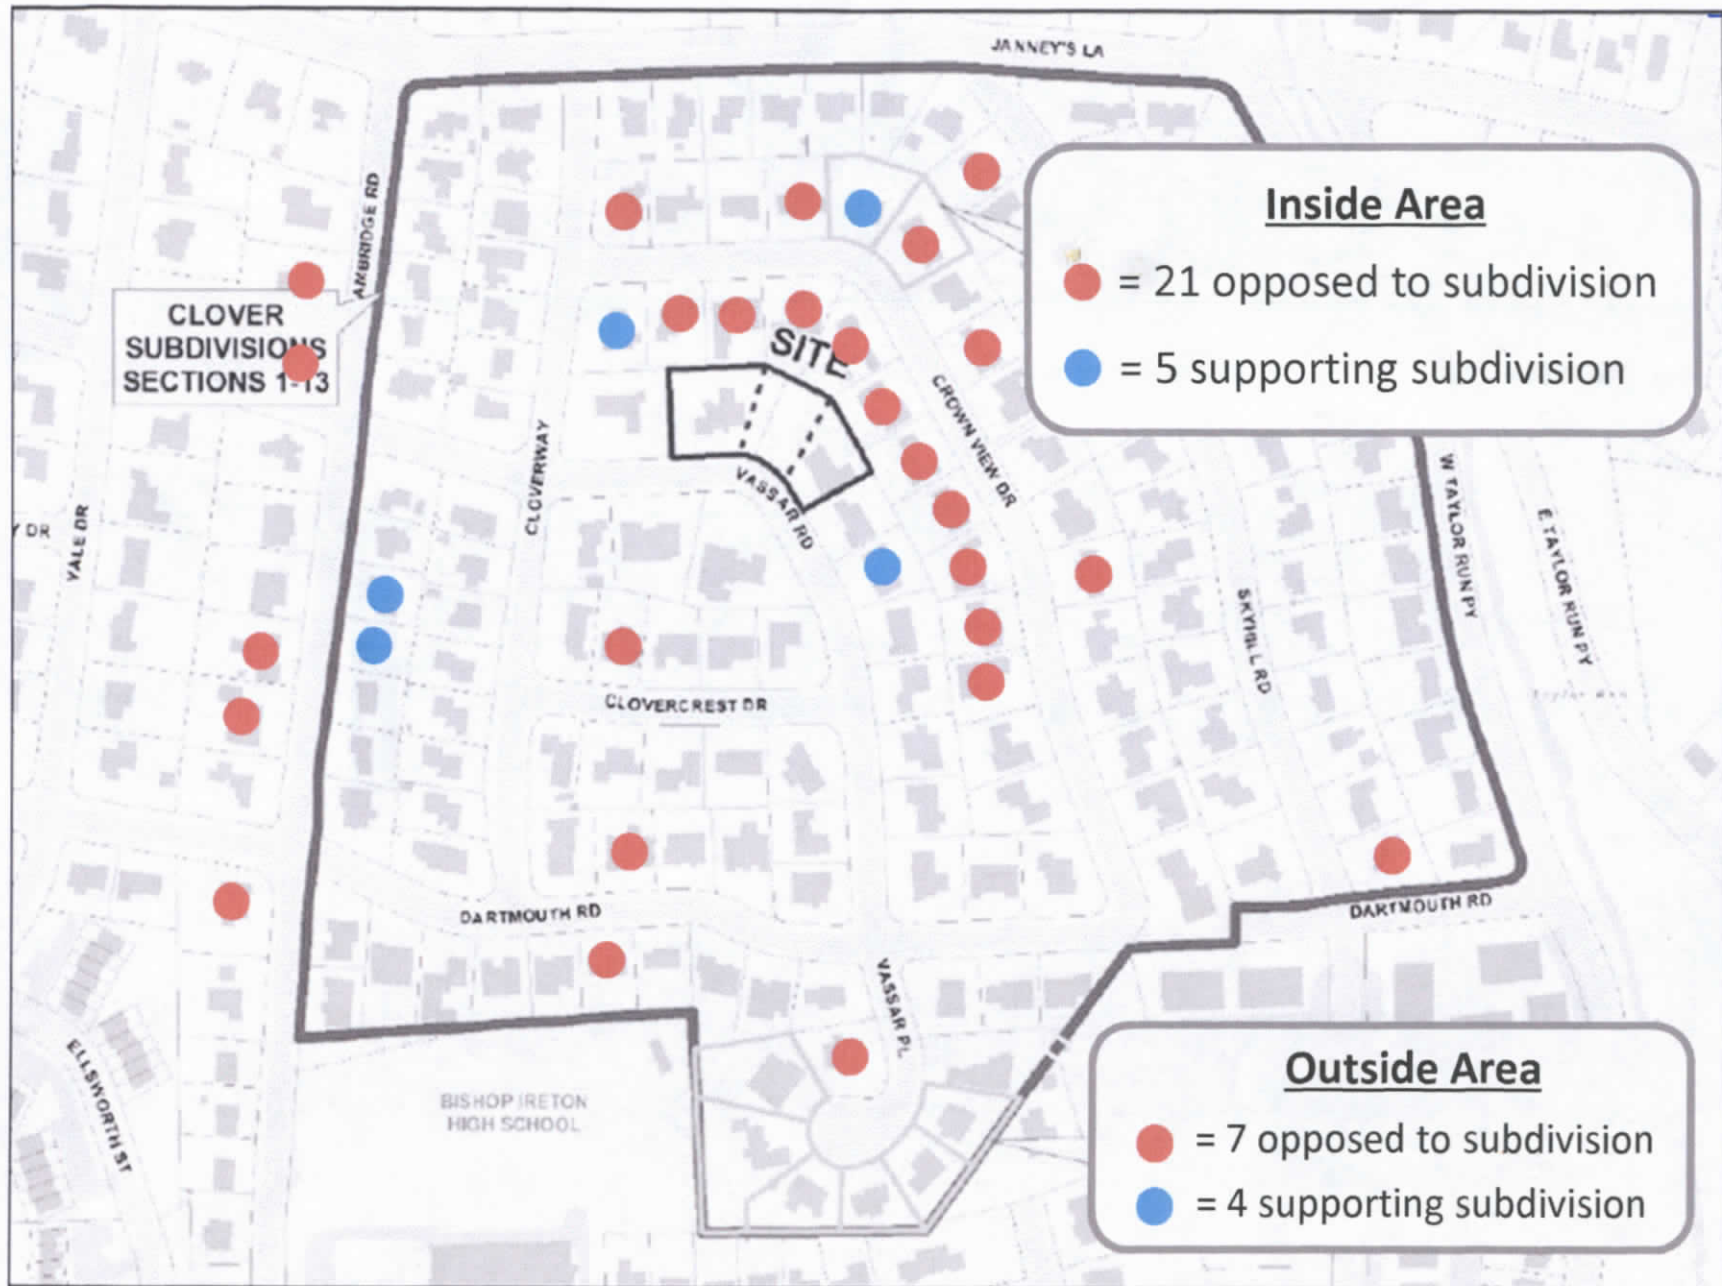 JANNEY'S LA
Inside Area
= 21 opposed to subdivision
= 5 supporting subdivision
AMBRIDGE RD
CLOVER
SUBDIVISIONS
SECTIONS 1-13
SITE
CROWN VIEW DR
CLOVERWAY
VASSAR RD
W TAYLOR RUN PY
E TAYLOR RUN PY
Y DR
YALE DR
SKYHILL RD
CLOVERCREST DR
DARTMOUTH RD
DARTMOUTH RD
VASSAR PL
ELLSWORTH ST
BISHOP IRETON
HIGH SCHOOL
Outside Area
= 7 opposed to subdivision
= 4 supporting subdivision